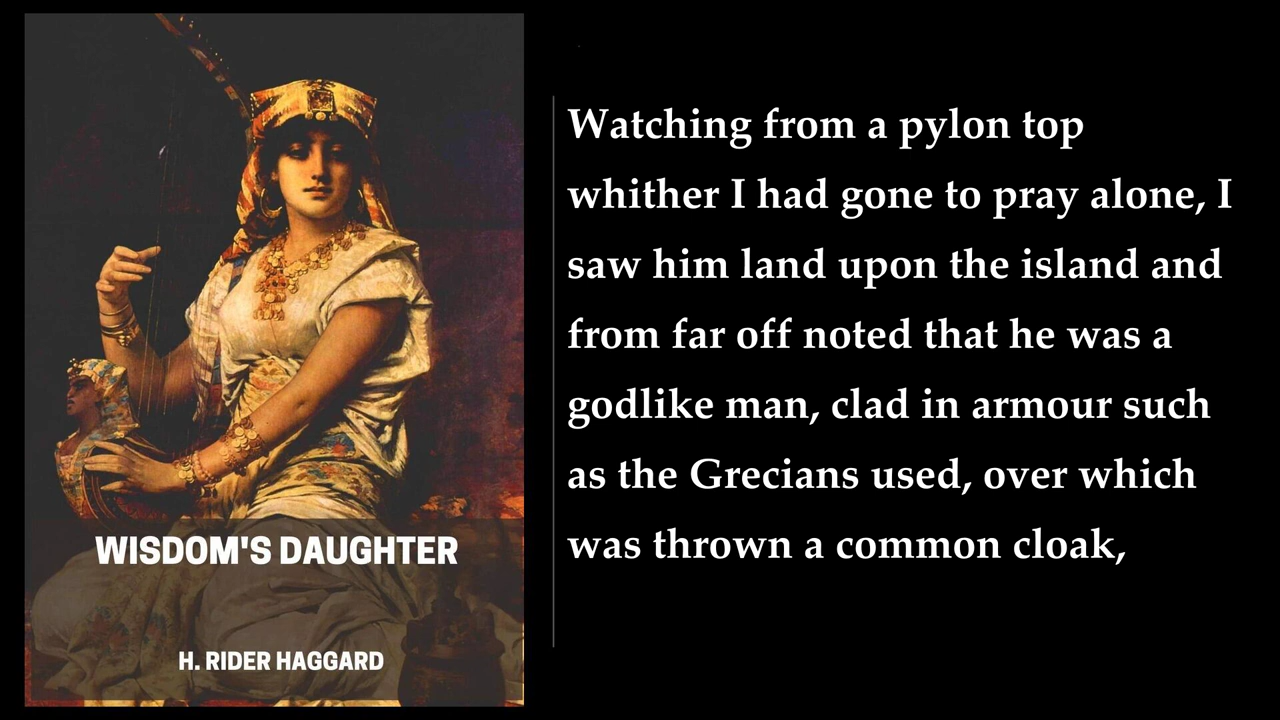 WISDOM'S DAUGHTER
H. RIDER HAGGARD
Watching from a pylon top
whither I had gone to pray alone, I
saw him land upon the island and
from far off noted that he was a
godlike man, clad in armour such
as the Grecians used, over which
was thrown a common cloak,